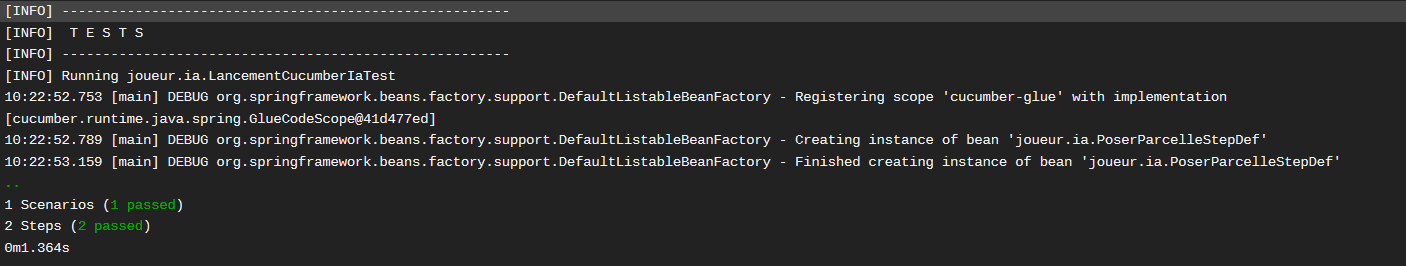 [INFO] -------------------------------------------------------
[INFO]  T E S T S
[INFO] -------------------------------------------------------
[INFO] Running joueur.ia.LancementCucumberIaTest
10:22:52.753 [main] DEBUG org.springframework.beans.factory.support.DefaultListableBeanFactory - Registering scope 'cucumber-glue' with implementation
[cucumber.runtime.java.spring.GlueCodeScope@41d477ed]
10:22:52.789 [main] DEBUG org.springframework.beans.factory.support.DefaultListableBeanFactory - Creating instance of bean 'joueur.ia.PoserParcelleStepDef'
10:22:53.159 [main] DEBUG org.springframework.beans.factory.support.DefaultListableBeanFactory - Finished creating instance of bean 'joueur.ia.PoserParcelleStepDef'
..
1 Scenarios (1 passed)
2 Steps (2 passed)
0m1.364s